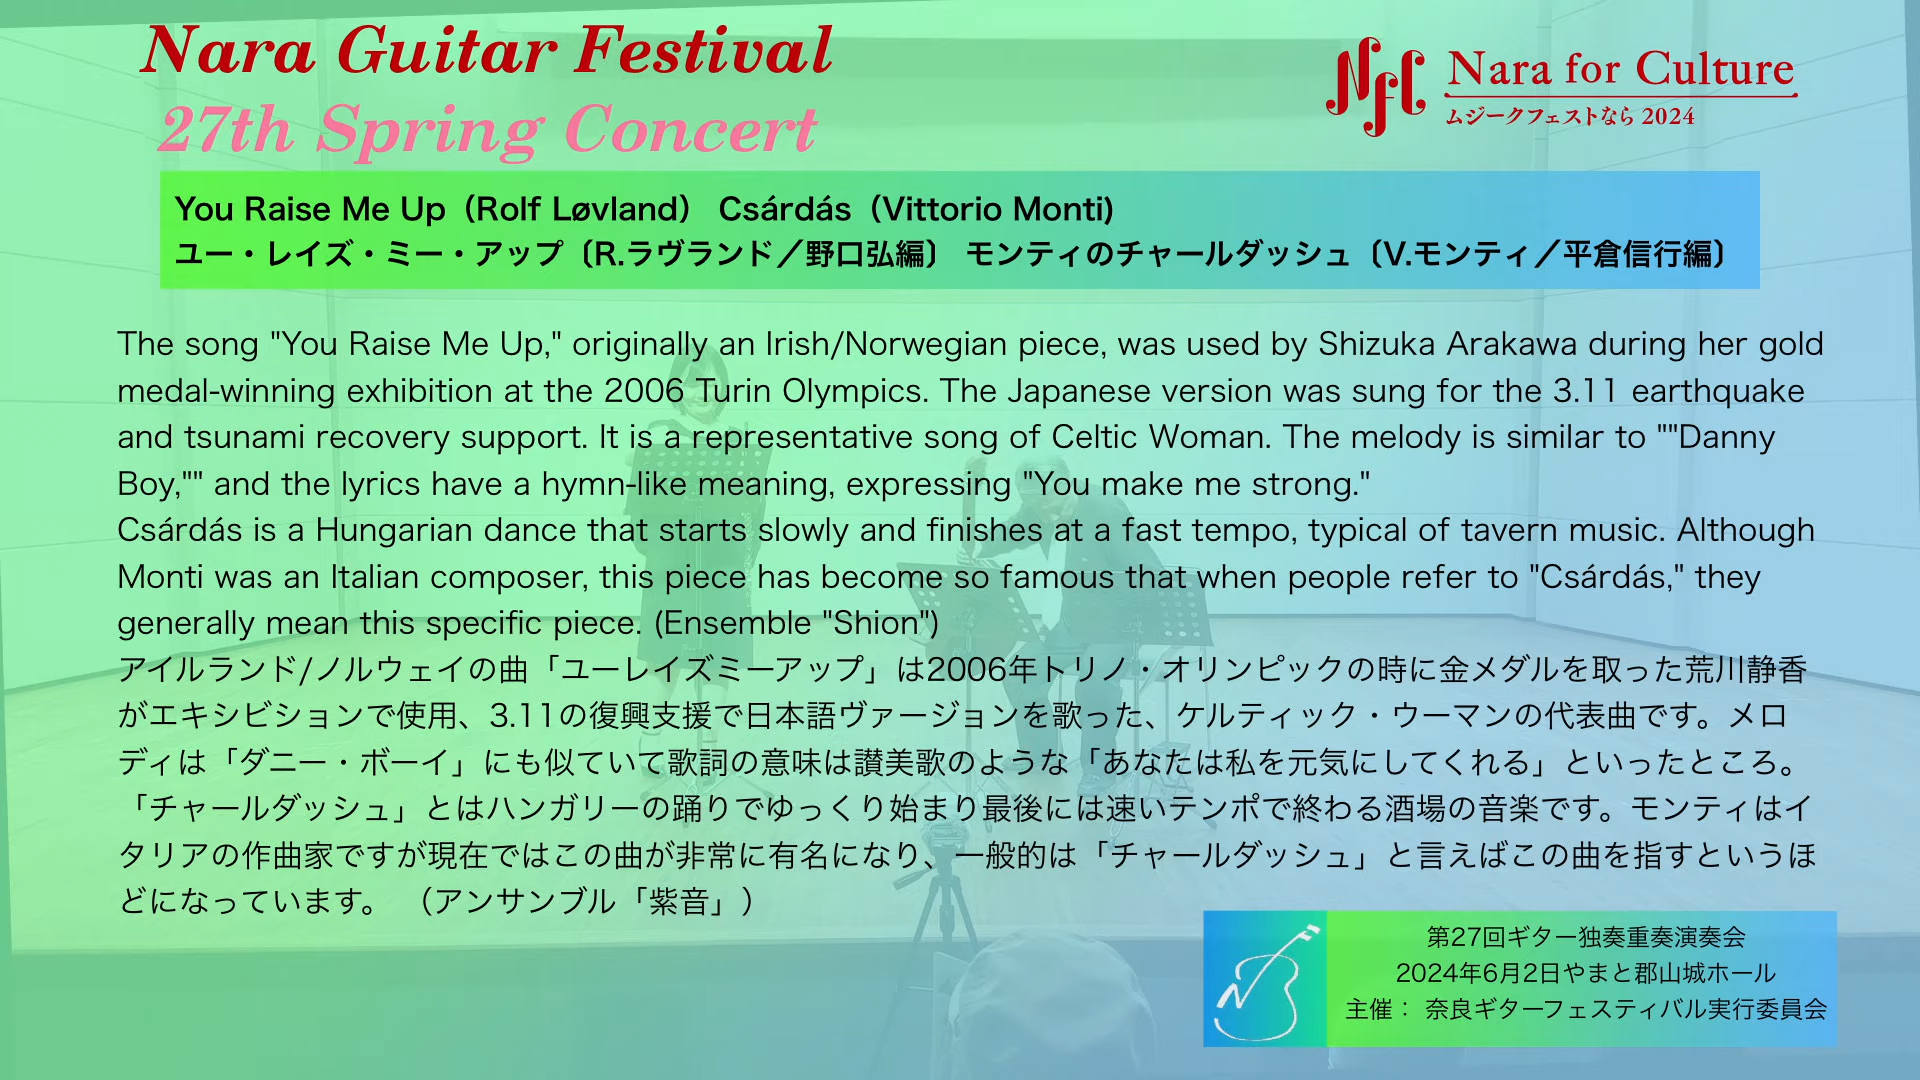 Nara Guitar Festival
27th Spring Concert
Nara for Culture
ムジークフェストなら 2024
You Raise Me Up（Rolf Løvland） Csárdás（Vittorio Monti)
ユー・レイズ・ミー・アップ〔R.ラヴランド／野口弘編〕 モンティのチャールダッシュ〔V.モンティ／平倉信行編〕
The song "You Raise Me Up," originally an Irish/Norwegian piece, was used by Shizuka Arakawa during her gold
medal-winning exhibition at the 2006 Turin Olympics. The Japanese version was sung for the 3.11 earthquake
and tsunami recovery support. It is a representative song of Celtic Woman. The melody is similar to ""Danny
Boy,"" and the lyrics have a hymn-like meaning, expressing "You make me strong."
Csárdás is a Hungarian dance that starts slowly and finishes at a fast tempo, typical of tavern music. Although
Monti was an Italian composer, this piece has become so famous that when people refer to "Csárdás," they
generally mean this specific piece. (Ensemble "Shion")
アイルランド/ノルウェイの曲「ユーレイズミーアップ」は2006年トリノ・オリンピックの時に金メダルを取った荒川静香
がエキシビションで使用、3.11の復興支援で日本語ヴァージョンを歌った、ケルティック・ウーマンの代表曲です。メロ
ディは「ダニー・ボーイ」にも似ていて歌詞の意味は讃美歌のような「あなたは私を元気にしてくれる」といったところ。
「チャールダッシュ」とはハンガリーの踊りでゆっくり始まり最後には速いテンポで終わる酒場の音楽です。モンティはイ
タリアの作曲家ですが現在ではこの曲が非常に有名になり、一般的は「チャールダッシュ」と言えばこの曲を指すというほ
どになっています。 （アンサンブル「紫音」）
第27回ギター独奏重奏演奏会
2024年6月2日やまと郡山城ホール
主催： 奈良ギターフェスティバル実行委員会